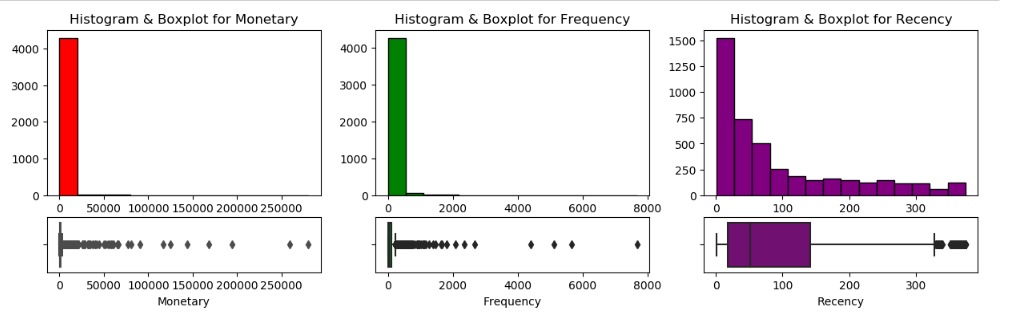 Histogram & Boxplot for Monetary
4000
3000
2000
1000
0
0 50000 100000 150000 200000 250000
0 50000 100000 150000 200000 250000
Monetary
Histogram & Boxplot for Frequency
4000
3000
2000
1000
0
0 2000 4000 6000 8000
0 2000 4000 6000 8000
Frequency
Histogram & Boxplot for Recency
1500
1250
1000
750
500
250
0
0 100 200 300
0 100 200 300
Recency